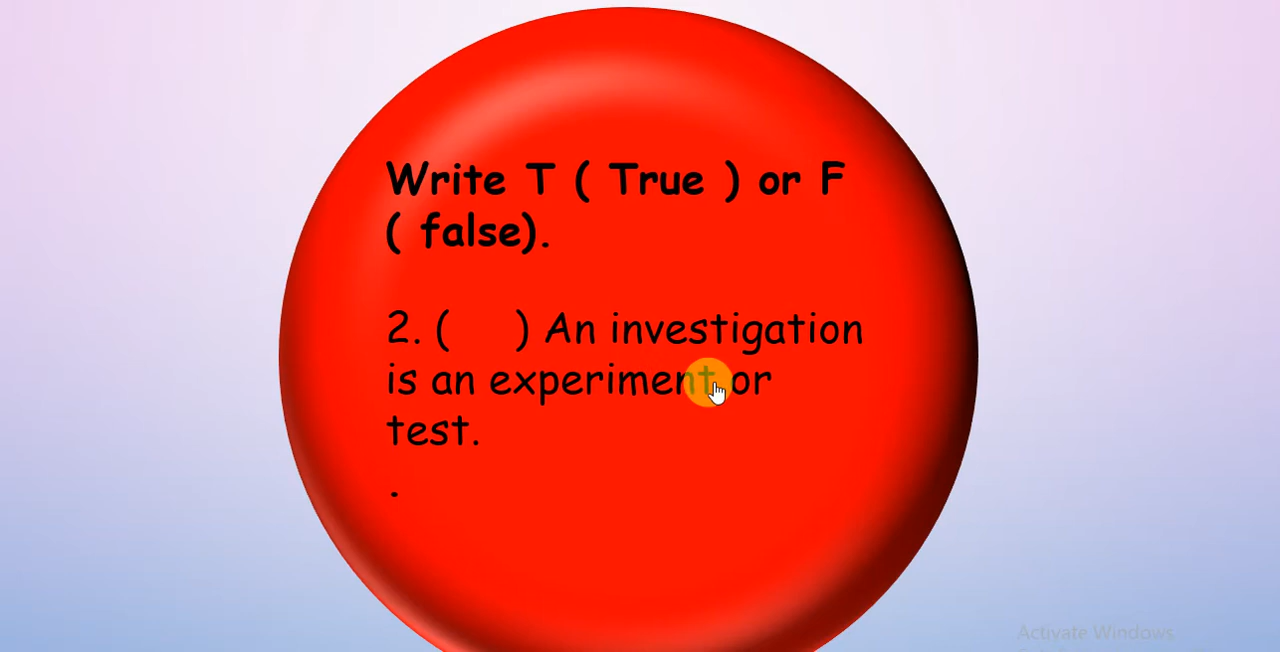 Write T ( True ) or F
( false).
2. ( ) An investigation
is an experiment or
test.
.
Activate Windows